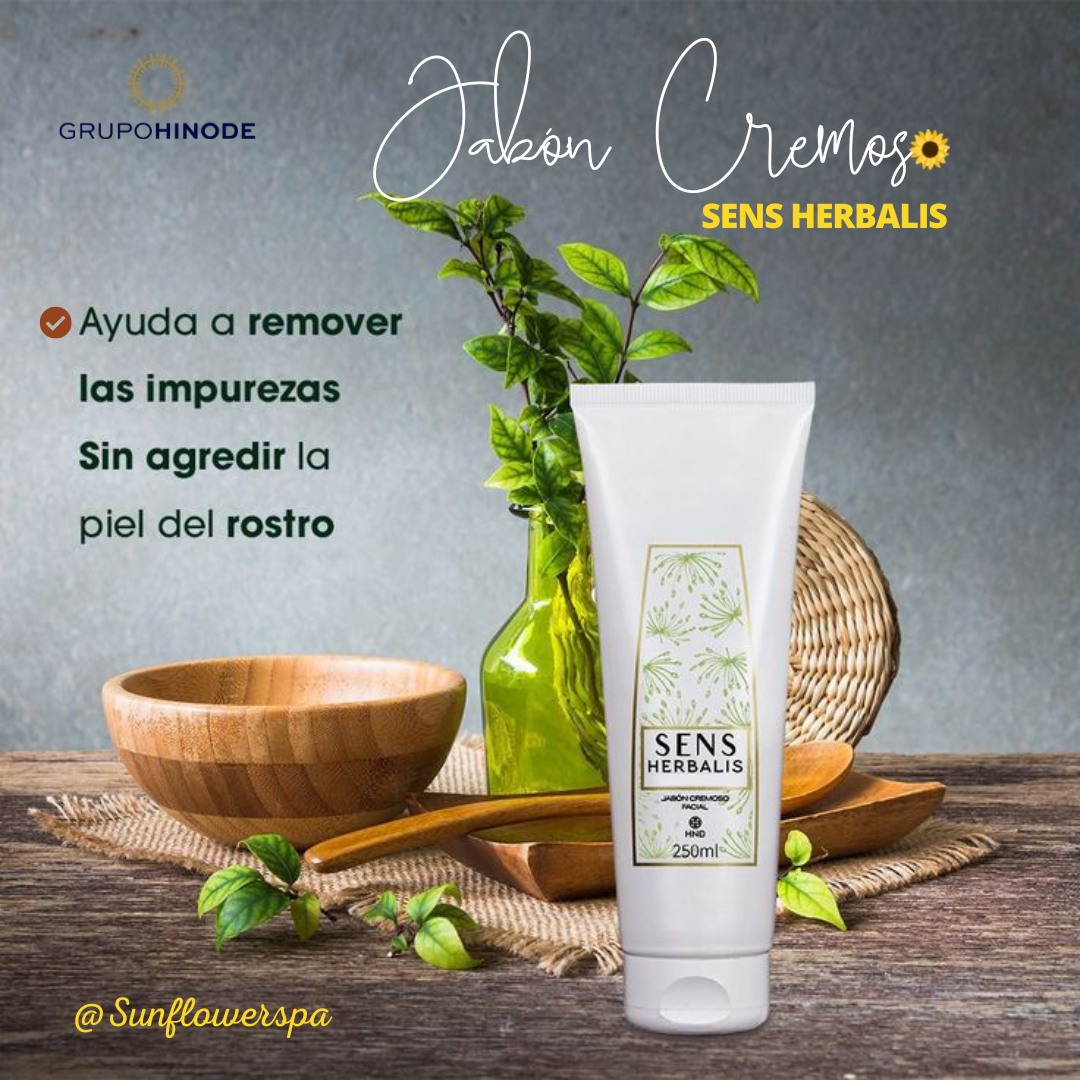 GRUPOHINODE
Jabón Cremoso
SENS HERBALIS
Ayuda a remover
las impurezas
Sin agredir la
piel del rostro
SENS
HERBALIS
JABÓN CREMOSO
FACIAL
HND
250ml
@Sunflowerspa